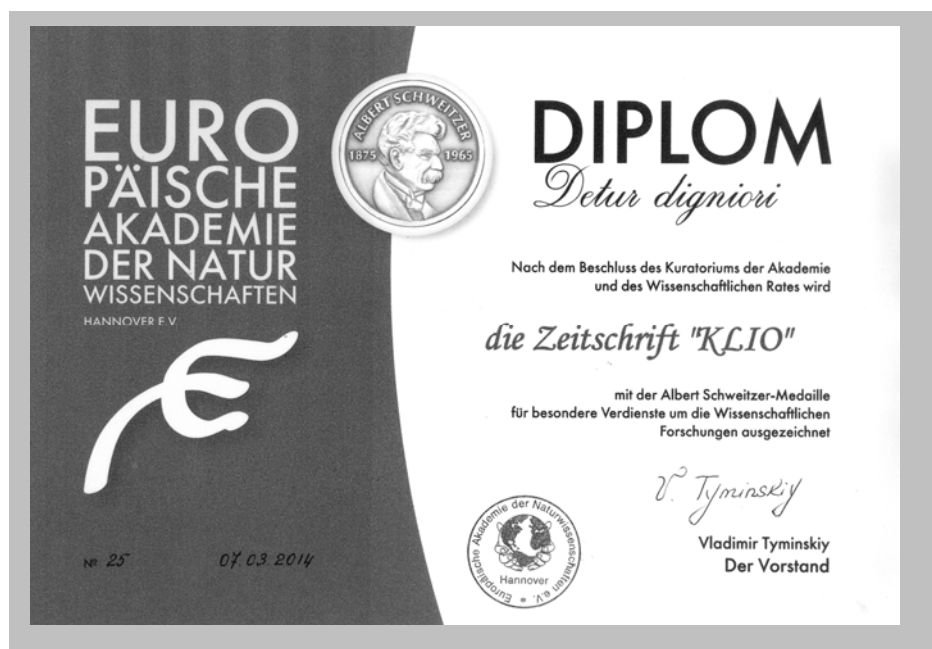 EURO
PÄISCHE
AKADEMIE
DER NATUR
WISSENSCHAFTEN
HANNOVER E.V.
ALBERT SCHWEITZER
1875 1965
DIPLOM
Detur digniori
Nach dem Beschluss des Kuratoriums der Akademie
und des Wissenschaftlichen Rates wird
die Zeitschrift "KLIO"
mit der Albert Schweitzer-Medaille
für besondere Verdienste um die Wissenschaftlichen
Forschungen ausgezeichnet
V. Tyminskiy
Vladimir Tyminskiy
Der Vorstand
Europäische Akademie der Naturwissenschaften e.V.
Hannover
№ 25 07.03.2014